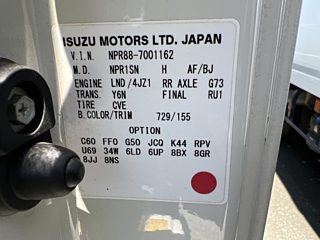 ISUZU MOTORS LTD. JAPAN
V.I.N. NPR88-7001162
M.D. NPR1SN H AF/BJ
ENGINE LND /4JZ1 RR AXLE G73
TRANS. Y6N FINAL RU1
TIRE CVE
B.COLOR/TRIM 729/155
OPTION
C60 FF0 G50 JCQ K44 RPV
U69 34W 6LD 6UP 8BX 8GR
8JJ 8NS